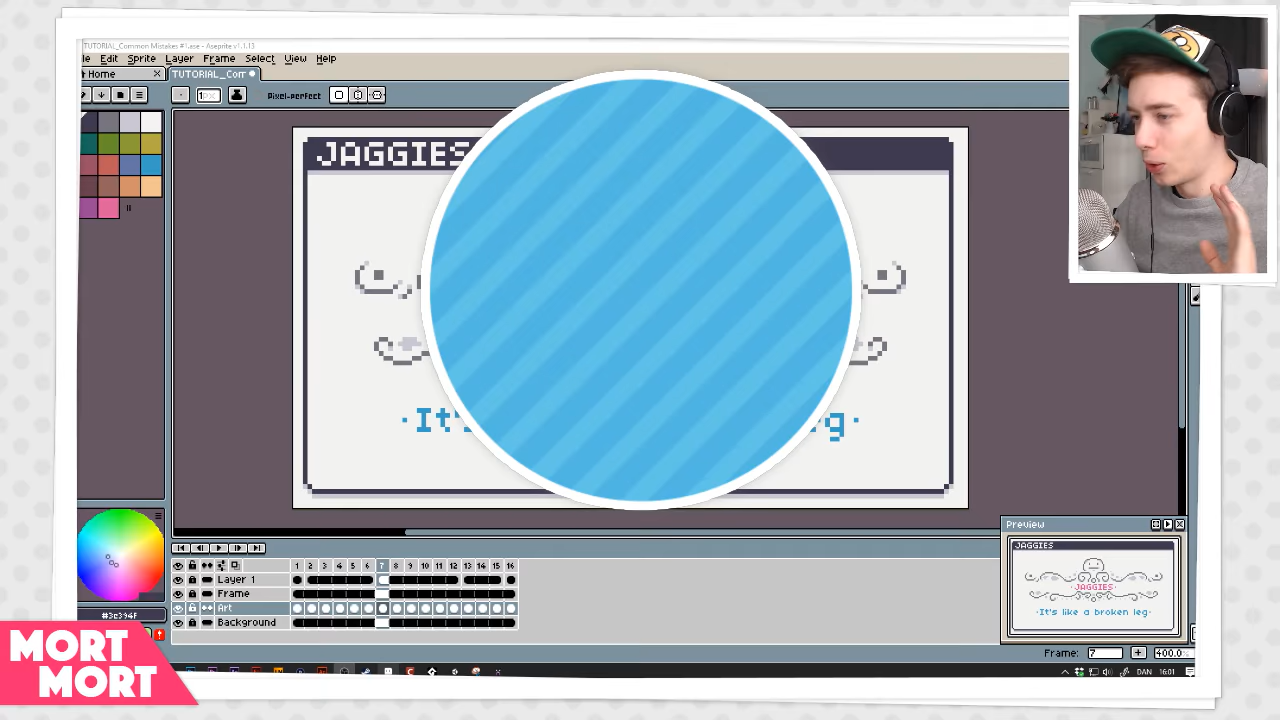 TUTORIAL_Common Mistakes #1.ase - Aseprite v1.1.13
Edit Sprite Layer Frame Select View Help
Home
TUTORIAL_Corr
Pixel-perfect
JAGGIES
·It's
eg·
Preview
JAGGIES
JAGGIES
·It's like a broken leg·
1 2 3 4 5 6 7 8 9 10 11 12 13 14 15 16
Layer 1
Frame
Art
Background
#3e394F
Frame: 7
400.0
DAN 16:01
MORT
MORT